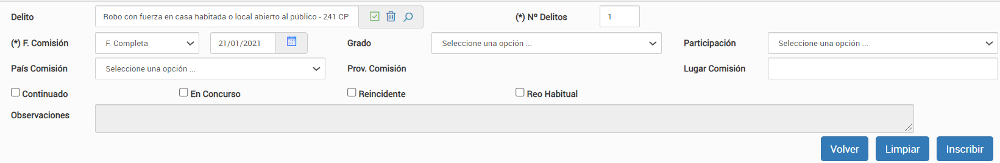 Delito Robo con fuerza en casa habitada o local abierto al público - 241 CP (*) Nº Delitos 1
(*) F. Comisión F. Completa 21/01/2021 Grado Seleccione una opción ... Participación Seleccione una opción ...
País Comisión Seleccione una opción ... Prov. Comisión Lugar Comisión
Continuado En Concurso Reincidente Reo Habitual
Observaciones
Volver Limpiar Inscribir